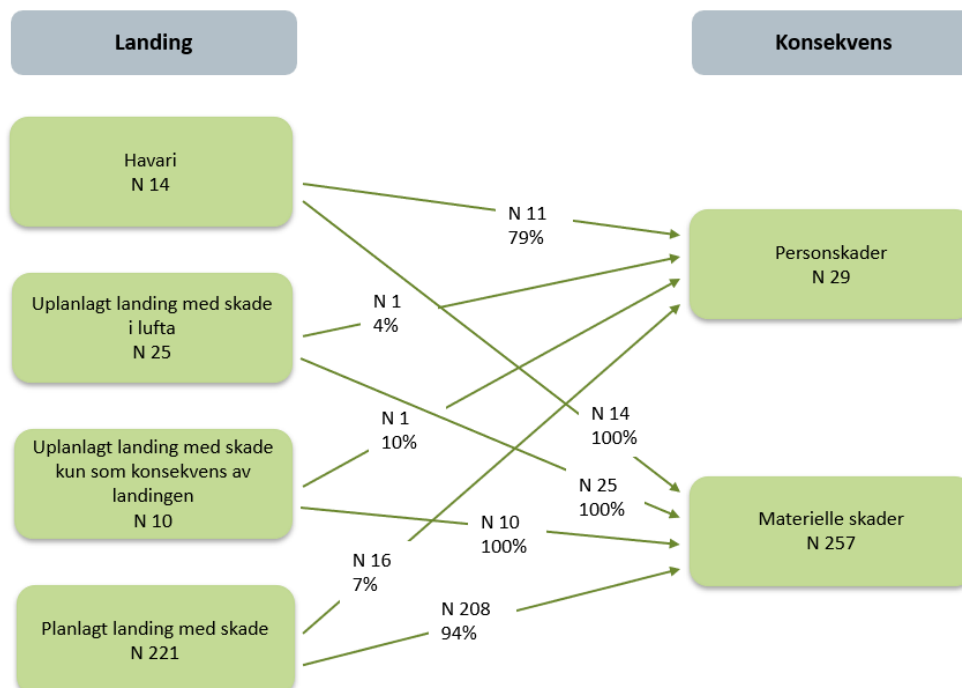 Landing
Konsekvens
Havari
N 14
N 11
79%
Personskader
N 29
Uplanlagt landing med skade
i lufta
N 25
N 1
4%
N 1
10%
N 14
100%
Uplanlagt landing med skade
kun som konsekvens av
landingen
N 10
N 25
100%
N 10
100%
Materielle skader
N 257
N 16
7%
Planlagt landing med skade
N 221
N 208
94%